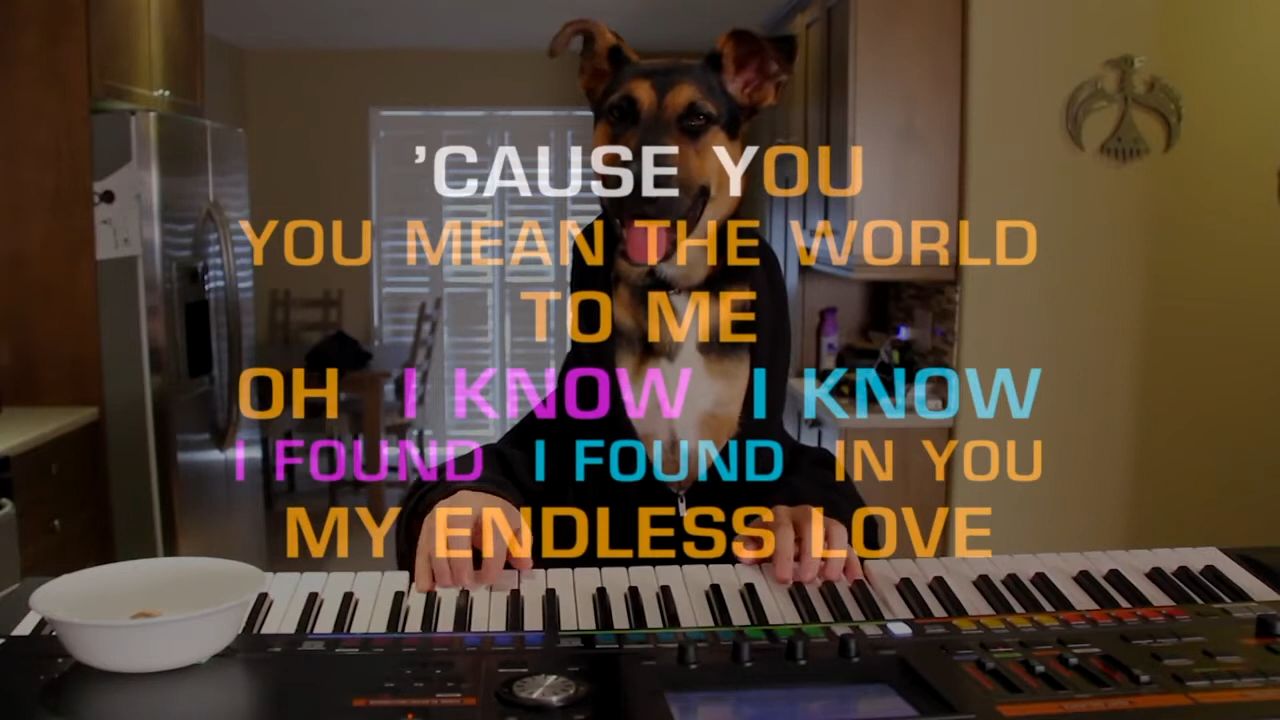 ’CAUSE YOU
YOU MEAN THE WORLD
TO ME
OH I KNOW I KNOW
I FOUND I FOUND IN YOU
MY ENDLESS LOVE